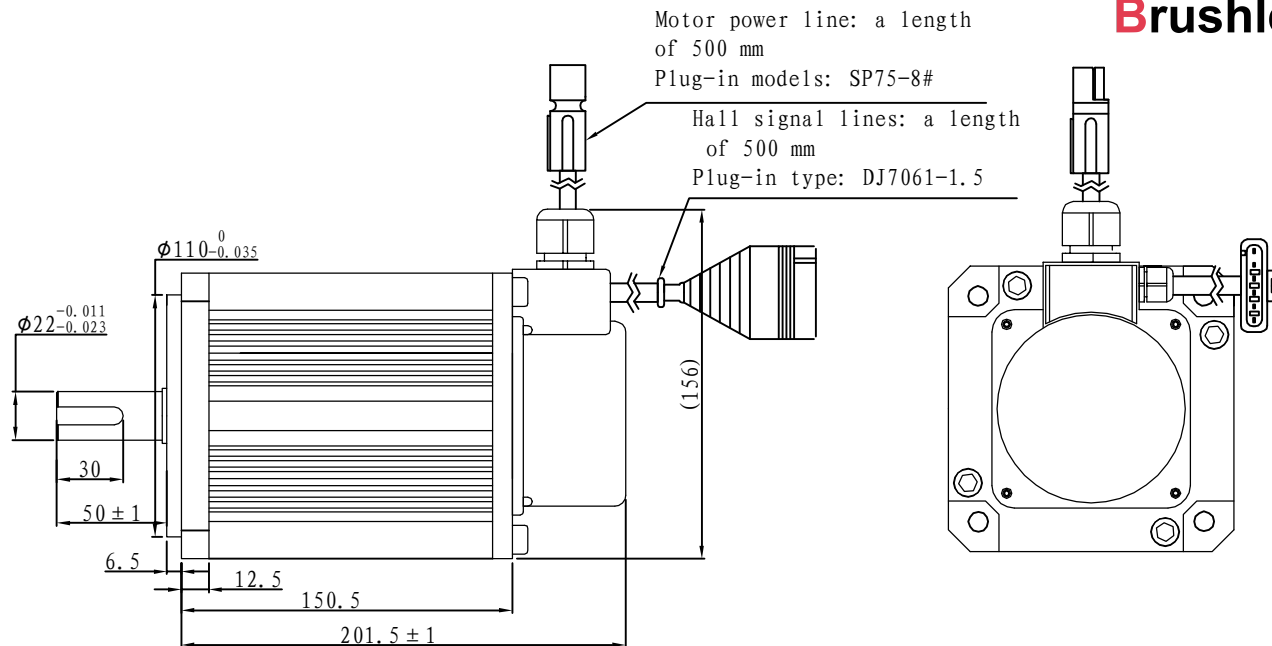 Brushl
Motor power line: a length
of 500 mm
Plug-in models: SP75-8#
Hall signal lines: a length
of 500 mm
Plug-in type: DJ7061-1.5
ϕ110 0 -0.035
ϕ22 -0.011 -0.023
(156)
30
50±1
6.5
12.5
150.5
201.5±1